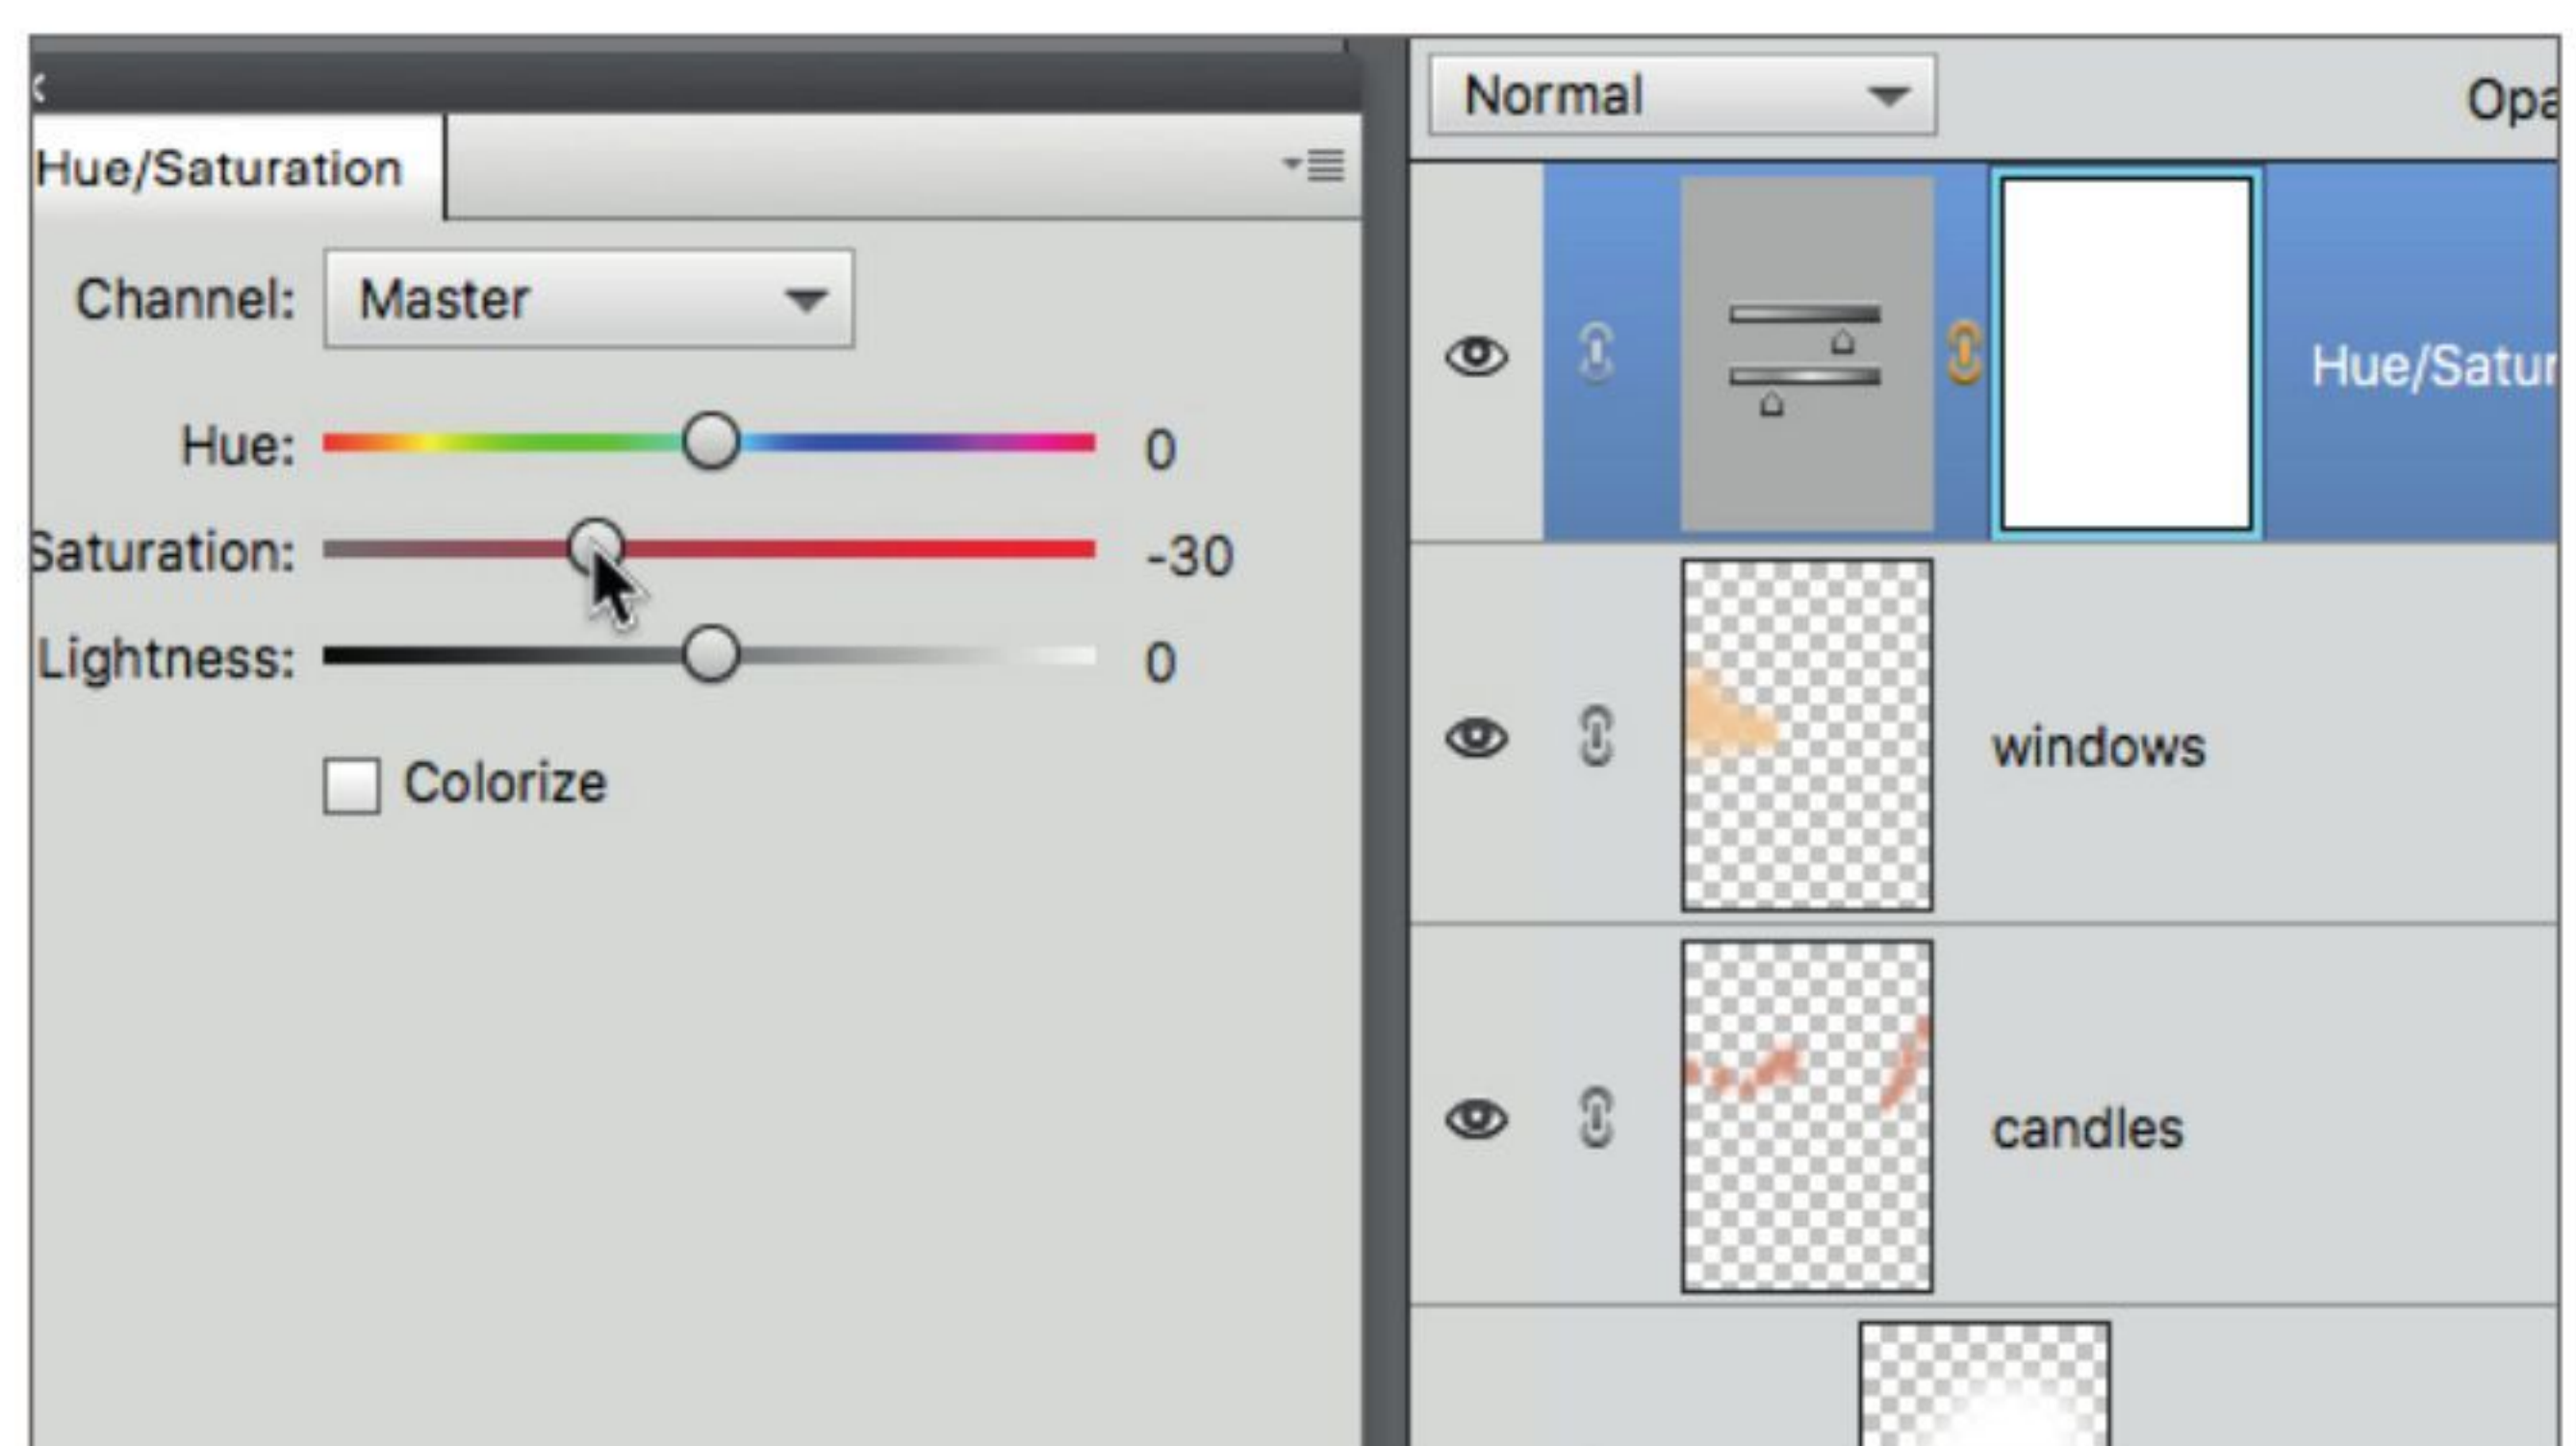 Hue/Saturation
Channel: Master
Hue: 0
Saturation: -30
Lightness: 0
Colorize
Normal
Opa
Hue/Satur
windows
candles